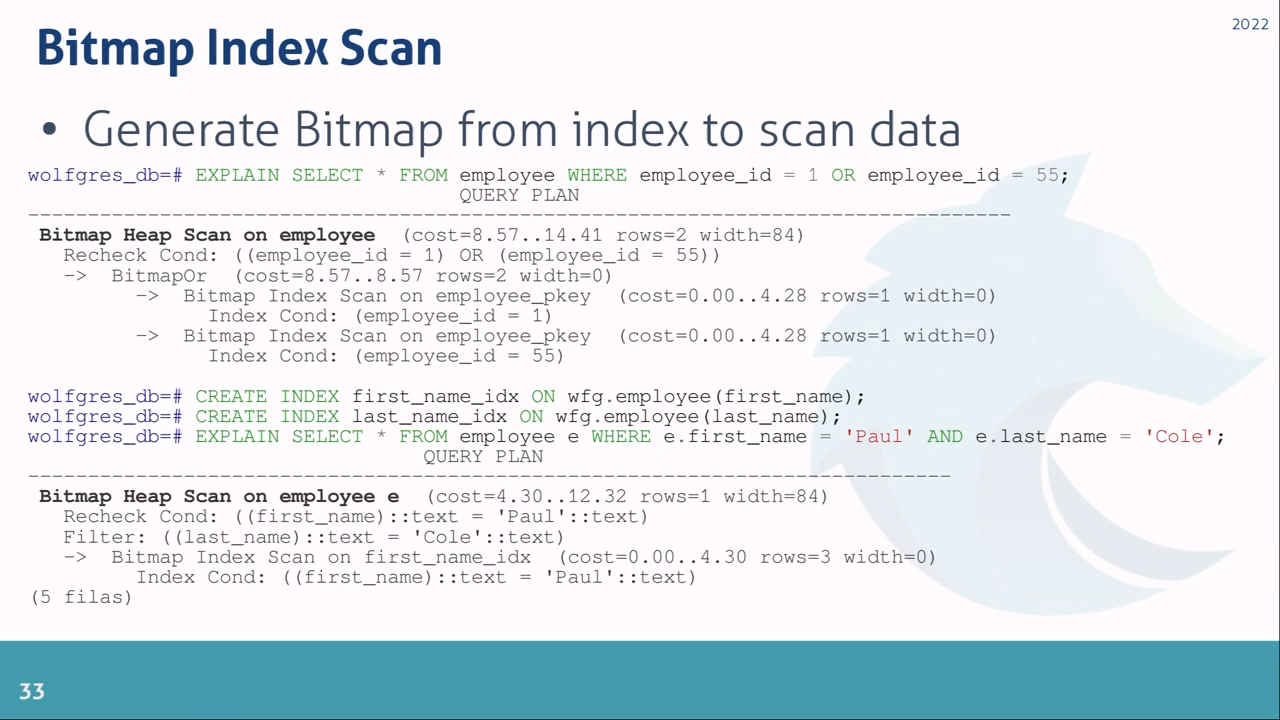 2022
Bitmap Index Scan
• Generate Bitmap from index to scan data
wolfgres_db=# EXPLAIN SELECT * FROM employee WHERE employee_id = 1 OR employee_id = 55;
QUERY PLAN
----------------------------------------------------------------------------------
Bitmap Heap Scan on employee (cost=8.57..14.41 rows=2 width=84)
Recheck Cond: ((employee_id = 1) OR (employee_id = 55))
-> BitmapOr (cost=8.57..8.57 rows=2 width=0)
-> Bitmap Index Scan on employee_pkey (cost=0.00..4.28 rows=1 width=0)
Index Cond: (employee_id = 1)
-> Bitmap Index Scan on employee_pkey (cost=0.00..4.28 rows=1 width=0)
Index Cond: (employee_id = 55)
wolfgres_db=# CREATE INDEX first_name_idx ON wfg.employee(first_name);
wolfgres_db=# CREATE INDEX last_name_idx ON wfg.employee(last_name);
wolfgres_db=# EXPLAIN SELECT * FROM employee e WHERE e.first_name = 'Paul' AND e.last_name = 'Cole';
QUERY PLAN
-----------------------------------------------------------------------------
Bitmap Heap Scan on employee e (cost=4.30..12.32 rows=1 width=84)
Recheck Cond: ((first_name)::text = 'Paul'::text)
Filter: ((last_name)::text = 'Cole'::text)
-> Bitmap Index Scan on first_name_idx (cost=0.00..4.30 rows=3 width=0)
Index Cond: ((first_name)::text = 'Paul'::text)
(5 filas)
33